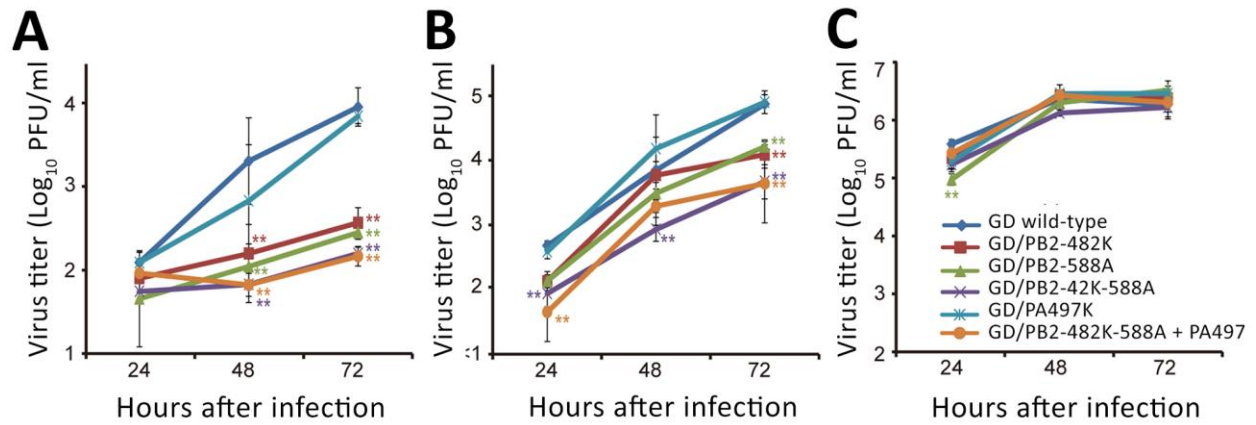 A
Virus titer (Log10 PFU/ml
4
3
2
1
**
**
**
**
**
**
**
**
24 48 72
Hours after infection
B
Virus titer (Log10 PFU/ml
5
4
3
2
-1
**
**
**
**
**
**
**
24 48 72
Hours after infection
C
Virus titer (Log10 PFU/ml
7
6
5
4
3
2
**
GD wild-type
GD/PB2-482K
GD/PB2-588A
GD/PB2-42K-588A
GD/PA497K
GD/PB2-482K-588A + PA497
24 48 72
Hours after infection